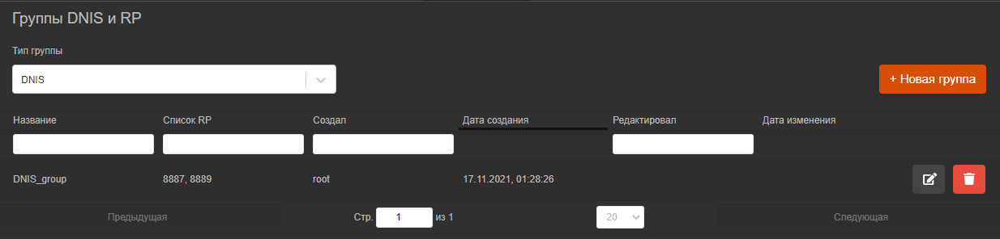 Группы DNIS и RP
Тип группы
DNIS
+ Новая группа
Название Список RP Создал Дата создания Редактировал Дата изменения
DNIS_group 8887, 8889 root 17.11.2021, 01:28:26
Предыдущая Стр. 1 из 1 20 Следующая